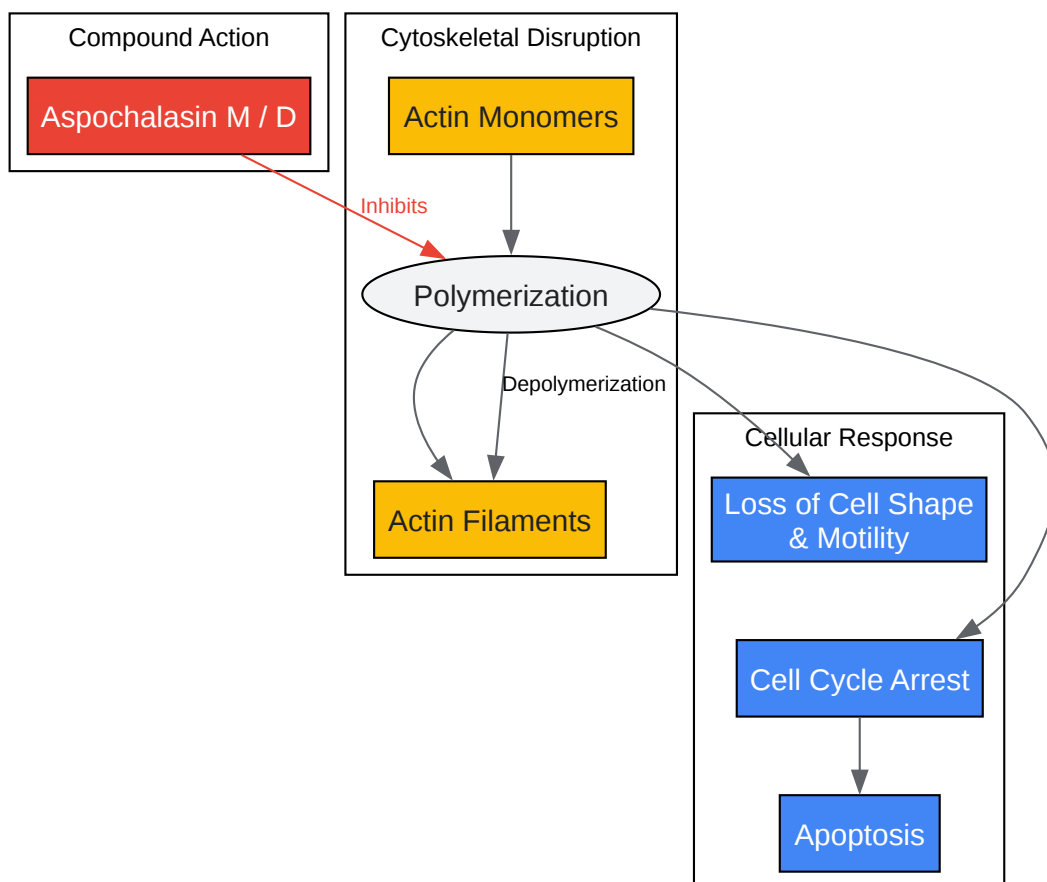 Compound Action
Aspochalasin M / D
Cytoskeletal Disruption
Actin Monomers
Inhibits
Polymerization
Depolymerization
Actin Filaments
Cellular Response
Loss of Cell Shape
& Motility
Cell Cycle Arrest
Apoptosis